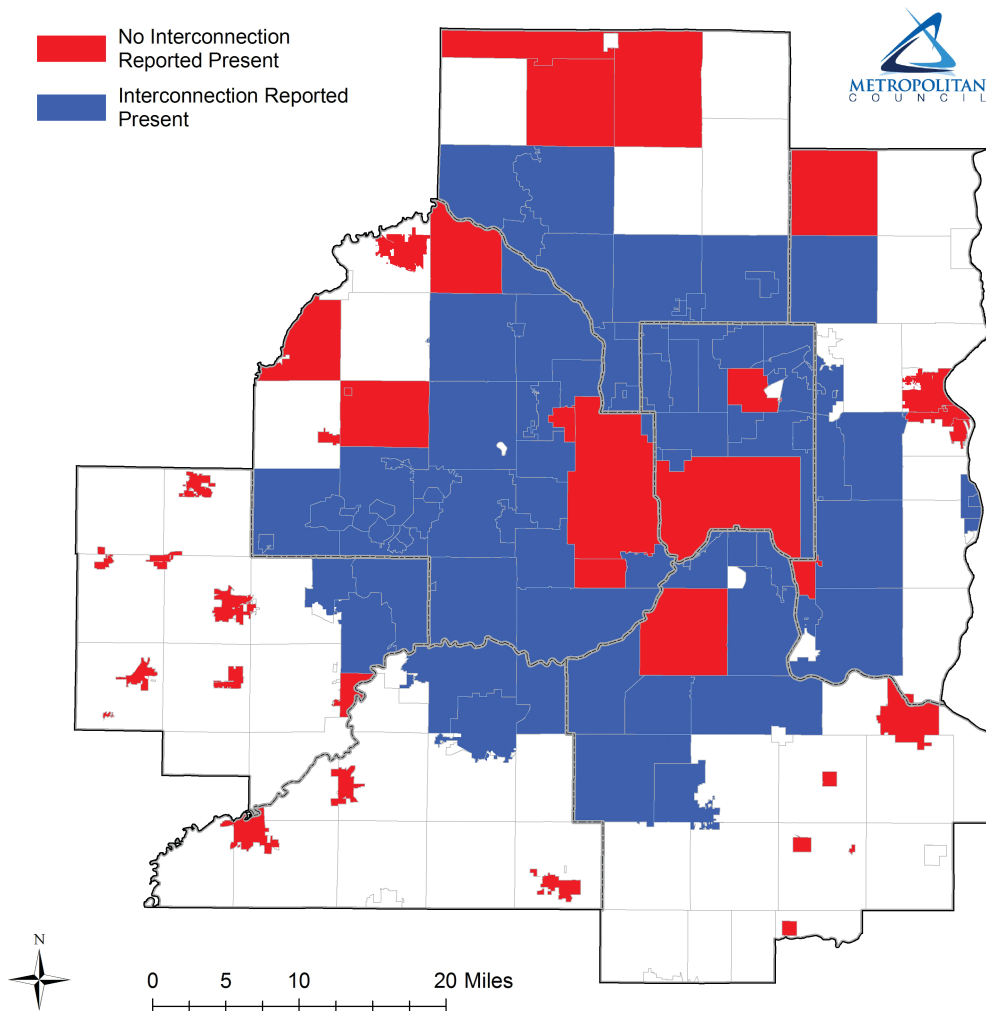 No Interconnection
Reported Present
Interconnection Reported
Present
METROPOLITAN
COUNCIL
N
0 5 10 20 Miles